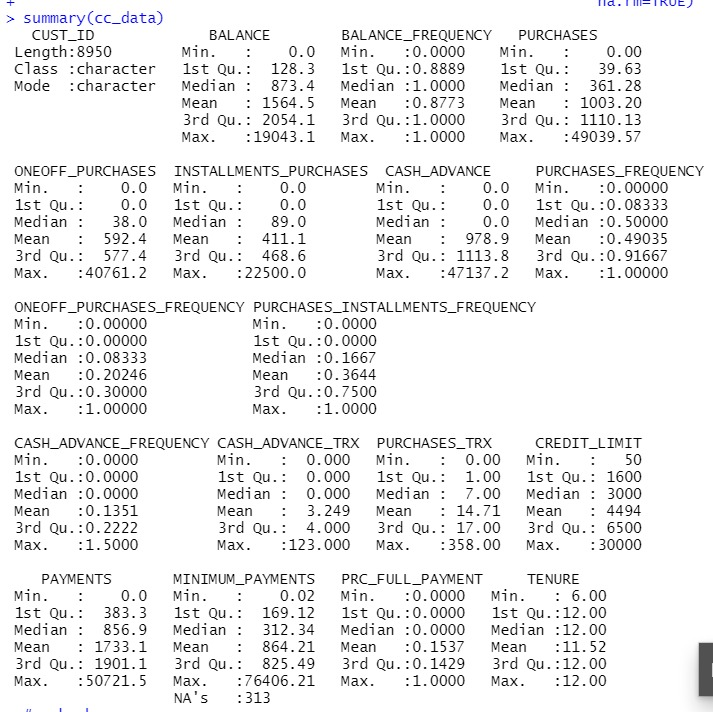 + na.rm=TRUE)
> summary(cc_data)
CUST_ID BALANCE BALANCE_FREQUENCY PURCHASES
Length:8950 Min. : 0.0 Min. :0.0000 Min. : 0.00
Class :character 1st Qu.: 128.3 1st Qu.:0.8889 1st Qu.: 39.63
Mode :character Median : 873.4 Median :1.0000 Median : 361.28
Mean : 1564.5 Mean :0.8773 Mean : 1003.20
3rd Qu.: 2054.1 3rd Qu.:1.0000 3rd Qu.: 1110.13
Max. :19043.1 Max. :1.0000 Max. :49039.57
ONEOFF_PURCHASES INSTALLMENTS_PURCHASES CASH_ADVANCE PURCHASES_FREQUENCY
Min. : 0.0 Min. : 0.0 Min. : 0.0 Min. :0.00000
1st Qu.: 0.0 1st Qu.: 0.0 1st Qu.: 0.0 1st Qu.:0.08333
Median : 38.0 Median : 89.0 Median : 0.0 Median :0.50000
Mean : 592.4 Mean : 411.1 Mean : 978.9 Mean :0.49035
3rd Qu.: 577.4 3rd Qu.: 468.6 3rd Qu.: 1113.8 3rd Qu.:0.91667
Max. :40761.2 Max. :22500.0 Max. :47137.2 Max. :1.00000
ONEOFF_PURCHASES_FREQUENCY PURCHASES_INSTALLMENTS_FREQUENCY
Min. :0.00000 Min. :0.0000
1st Qu.:0.00000 1st Qu.:0.0000
Median :0.08333 Median :0.1667
Mean :0.20246 Mean :0.3644
3rd Qu.:0.30000 3rd Qu.:0.7500
Max. :1.00000 Max. :1.0000
CASH_ADVANCE_FREQUENCY CASH_ADVANCE_TRX PURCHASES_TRX CREDIT_LIMIT
Min. :0.0000 Min. : 0.000 Min. : 0.00 Min. : 50
1st Qu.:0.0000 1st Qu.: 0.000 1st Qu.: 1.00 1st Qu.: 1600
Median :0.0000 Median : 0.000 Median : 7.00 Median : 3000
Mean :0.1351 Mean : 3.249 Mean : 14.71 Mean : 4494
3rd Qu.:0.2222 3rd Qu.: 4.000 3rd Qu.: 17.00 3rd Qu.: 6500
Max. :1.5000 Max. :123.000 Max. :358.00 Max. :30000
PAYMENTS MINIMUM_PAYMENTS PRC_FULL_PAYMENT TENURE
Min. : 0.0 Min. : 0.02 Min. :0.0000 Min. : 6.00
1st Qu.: 383.3 1st Qu.: 169.12 1st Qu.:0.0000 1st Qu.:12.00
Median : 856.9 Median : 312.34 Median :0.0000 Median :12.00
Mean : 1733.1 Mean : 864.21 Mean :0.1537 Mean :11.52
3rd Qu.: 1901.1 3rd Qu.: 825.49 3rd Qu.:0.1429 3rd Qu.:12.00
Max. :50721.5 Max. :76406.21 Max. :1.0000 Max. :12.00
NA's :313